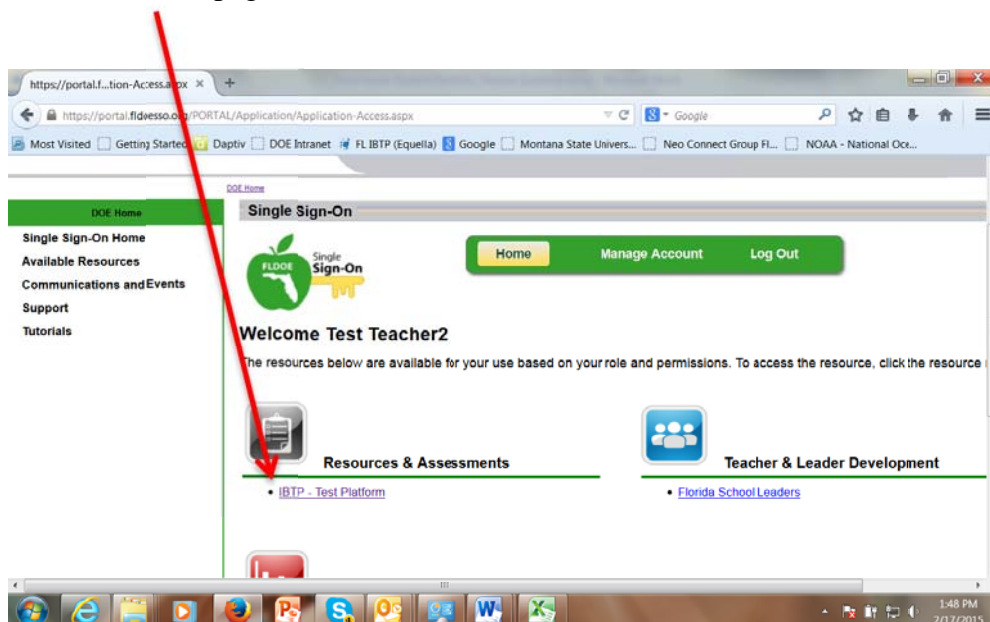 https://portal.f...tion-Access.aspx × +
https://portal.fldoesso.org/PORTAL/Application/Application-Access.aspx Google
Most Visited Getting Started Daptiv DOE Intranet FL IBTP (Equella) Google Montana State Univers... Neo Connect Group Fl... NOAA - National Oce...
DOE Home
DOE Home
Single Sign-On
Single Sign-On Home
Available Resources
Communications and Events
Support
Tutorials
FLDOE
Single
Sign-On
Home Manage Account Log Out
Welcome Test Teacher2
The resources below are available for your use based on your role and permissions. To access the resource, click the resource
Resources & Assessments
• IBTP - Test Platform
Teacher & Leader Development
• Florida School Leaders
1:48 PM
2/17/2015